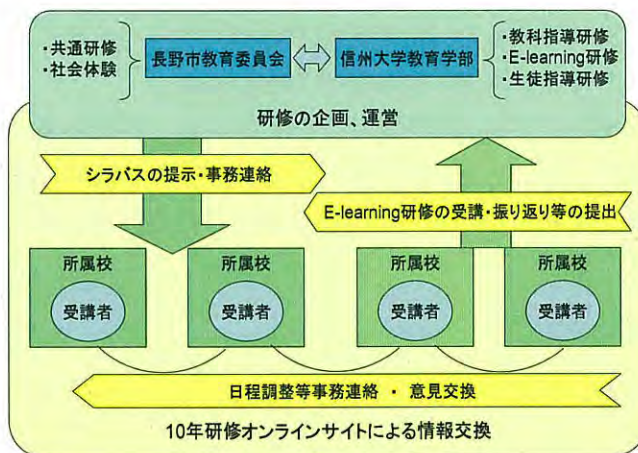 ・共通研修
・社会体験
長野市教育委員会
信州大学教育学部
・教科指導研修
・E-learning研修
・生徒指導研修
研修の企画、運営
シラバスの提示・事務連絡
E-learning研修の受講・振り返り等の提出
所属校
受講者
所属校
受講者
所属校
受講者
所属校
受講者
日程調整等事務連絡 ・ 意見交換
10年研修オンラインサイトによる情報交換